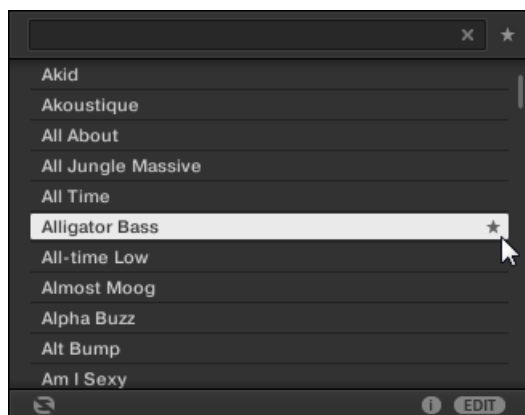 Akid
Akoustique
All About
All Jungle Massive
All Time
Alligator Bass
All-time Low
Almost Moog
Alpha Buzz
Alt Bump
Am I Sexy
i EDIT